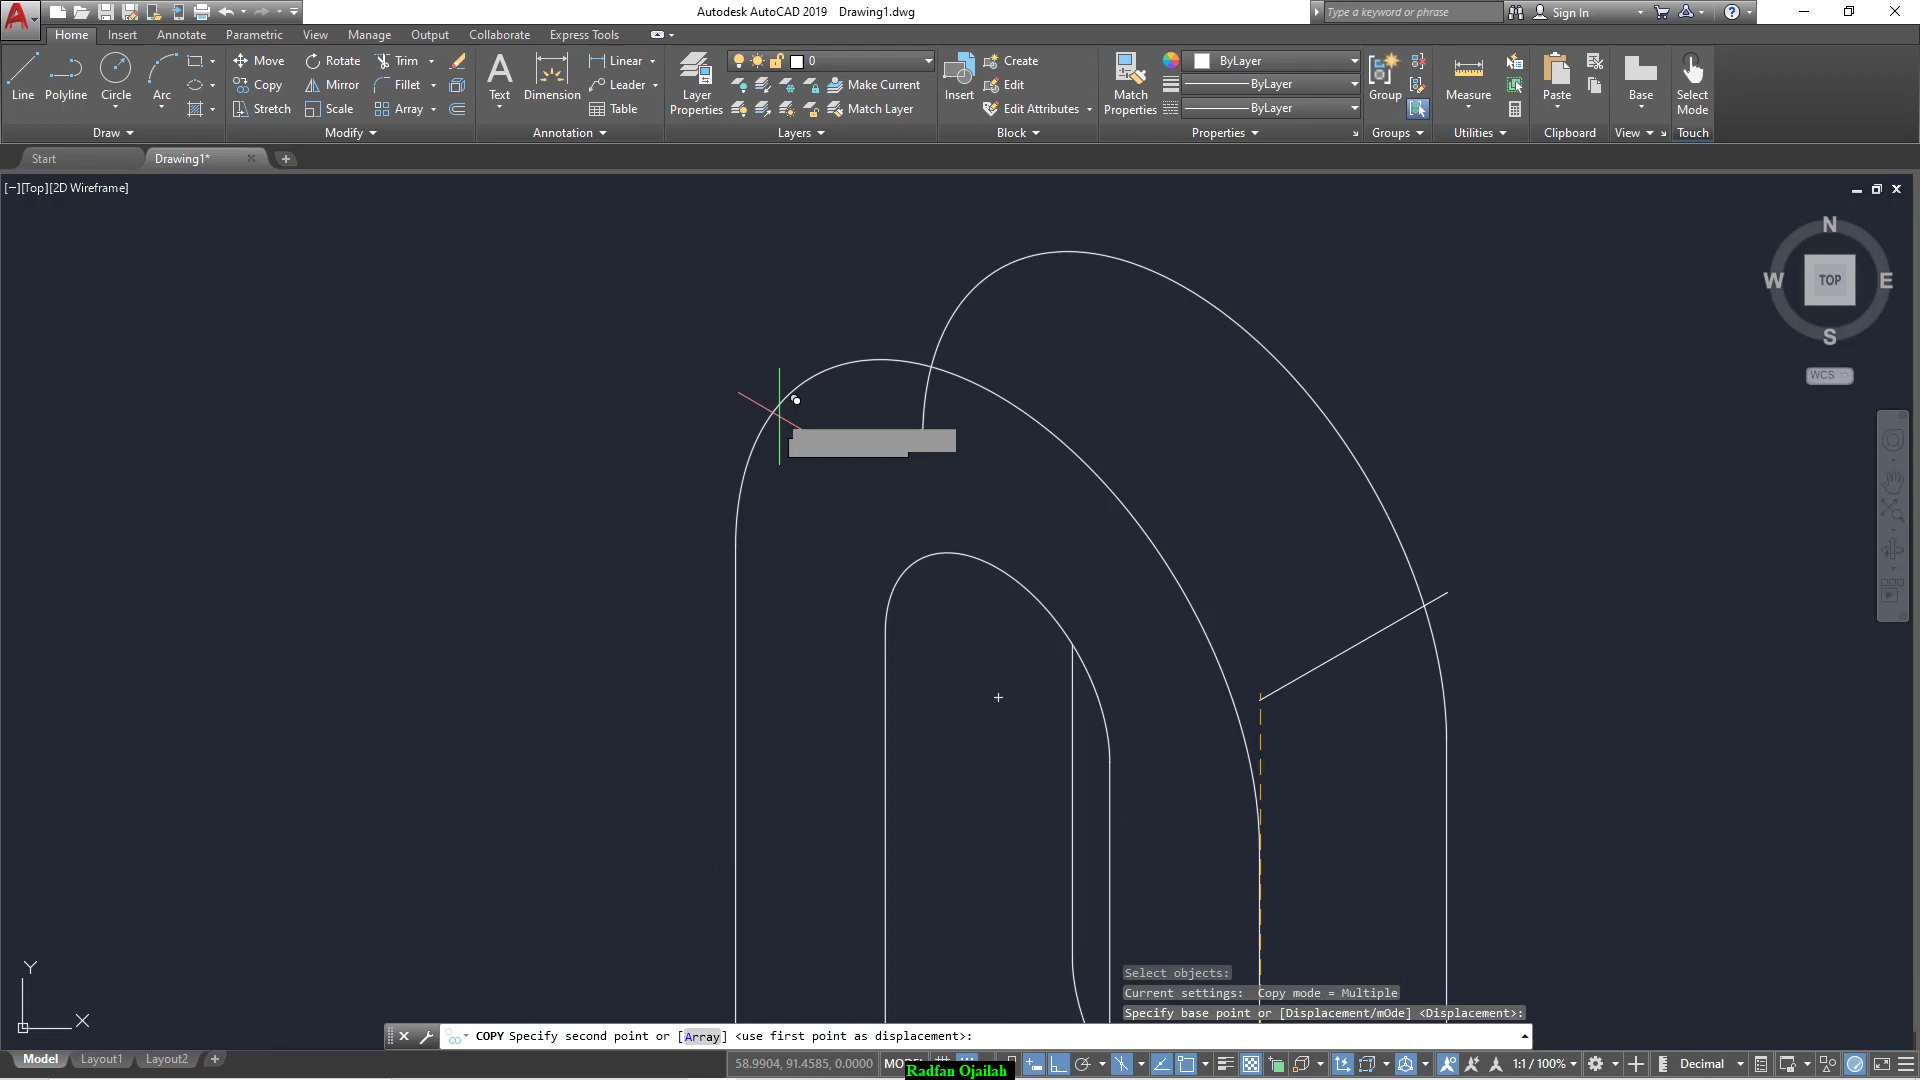 Autodesk AutoCAD 2019 Drawing1.dwg
Type a keyword or phrase
Sign In
Home Insert Annotate Parametric View Manage Output Collaborate Express Tools
Line Polyline Circle Arc
Move Rotate Trim
Copy Mirror Fillet
Stretch Scale Array
Text Dimension
Linear
Leader
Table
Layer
Properties
0
Make Current
Match Layer
Insert
Create
Edit
Edit Attributes
Match
Properties
ByLayer
ByLayer
ByLayer
Group
Measure
Paste
Base
Select
Mode
Draw Modify Annotation Layers Block Properties Groups Utilities Clipboard View Touch
Start Drawing1*
[−][Top][2D Wireframe]
N
W TOP E
S
WCS
Y
X
Select objects:
Current settings: Copy mode = Multiple
Specify base point or [Displacement/mOde] <Displacement>:
COPY Specify second point or [Array] <use first point as displacement>:
Model Layout1 Layout2
58.9904, 91.4585, 0.0000
1:1 / 100%
Decimal
Radfan Ojailah